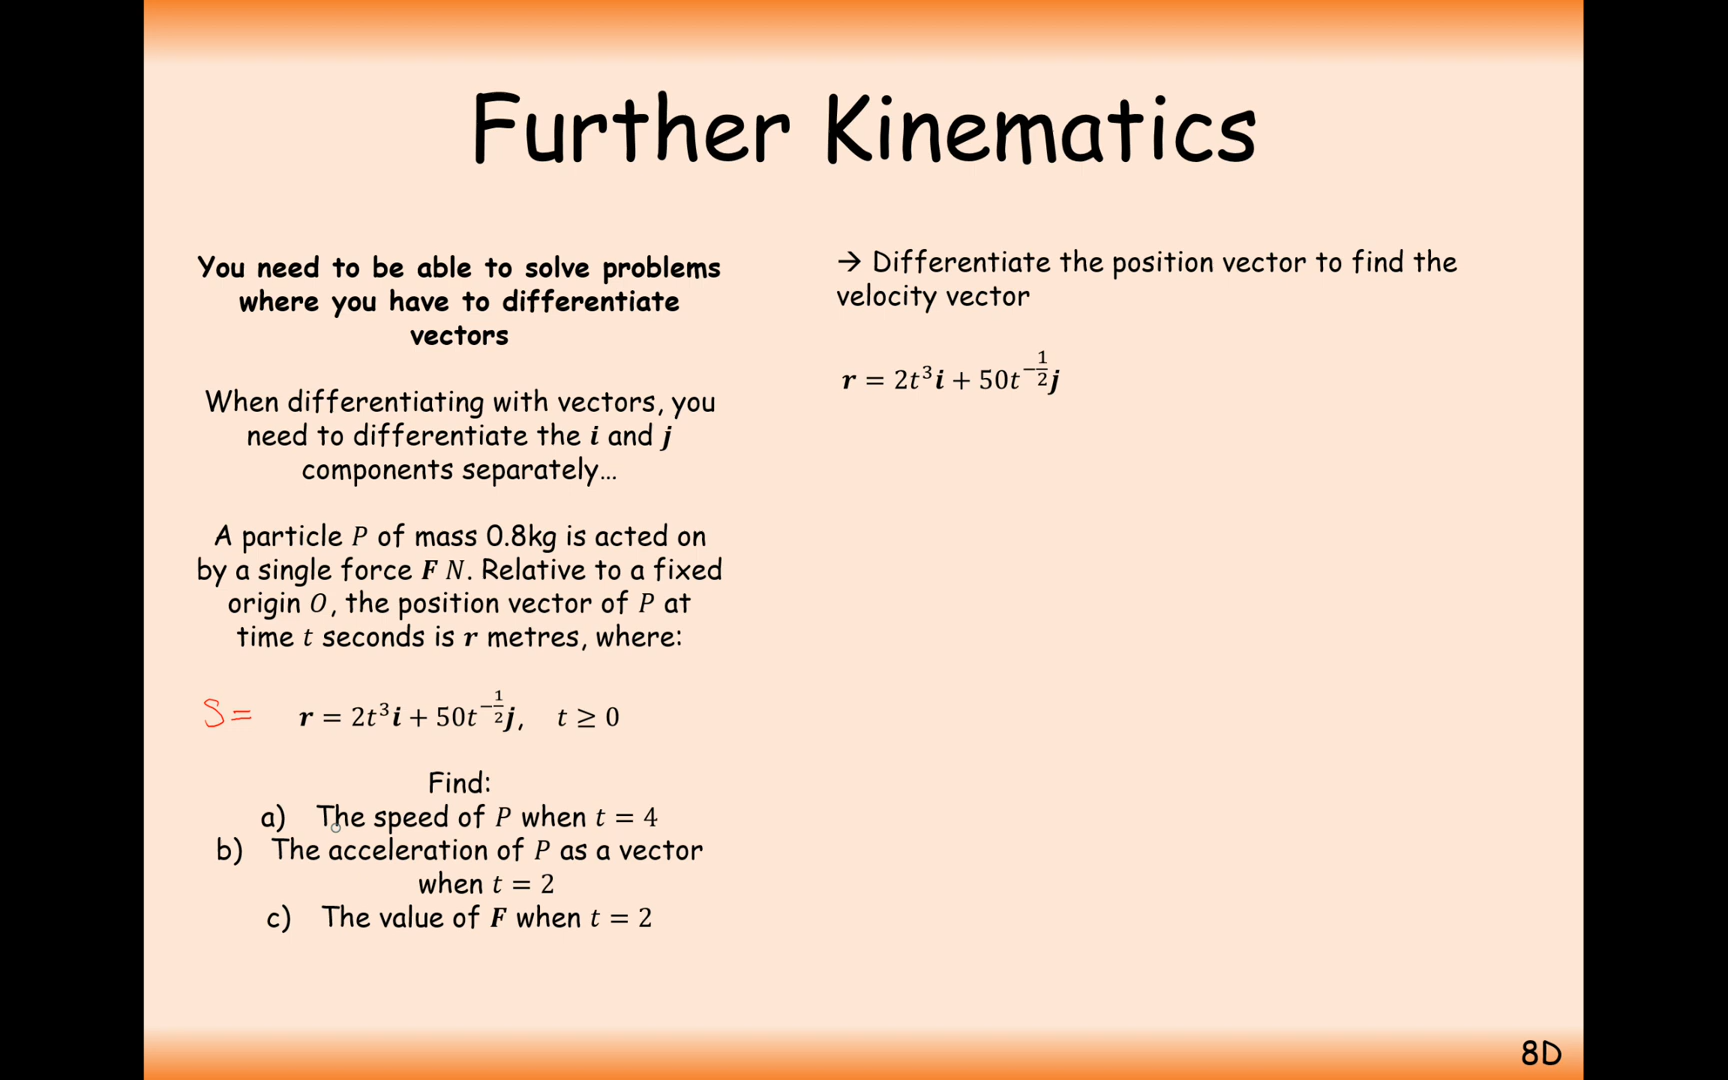 Further Kinematics
You need to be able to solve problems
where you have to differentiate
vectors
When differentiating with vectors, you
need to differentiate the i and j
components separately...
A particle P of mass 0.8kg is acted on
by a single force F N. Relative to a fixed
origin O, the position vector of P at
time t seconds is r metres, where:
S = r = 2t³i + 50t^(-1/2)j, t ≥ 0
Find:
a) The speed of P when t = 4
b) The acceleration of P as a vector
when t = 2
c) The value of F when t = 2
→ Differentiate the position vector to find the
velocity vector
r = 2t³i + 50t^(-1/2)j
8D